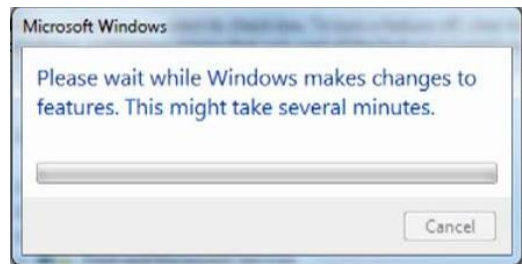 Microsoft Windows
Please wait while Windows makes changes to
features. This might take several minutes.
Cancel